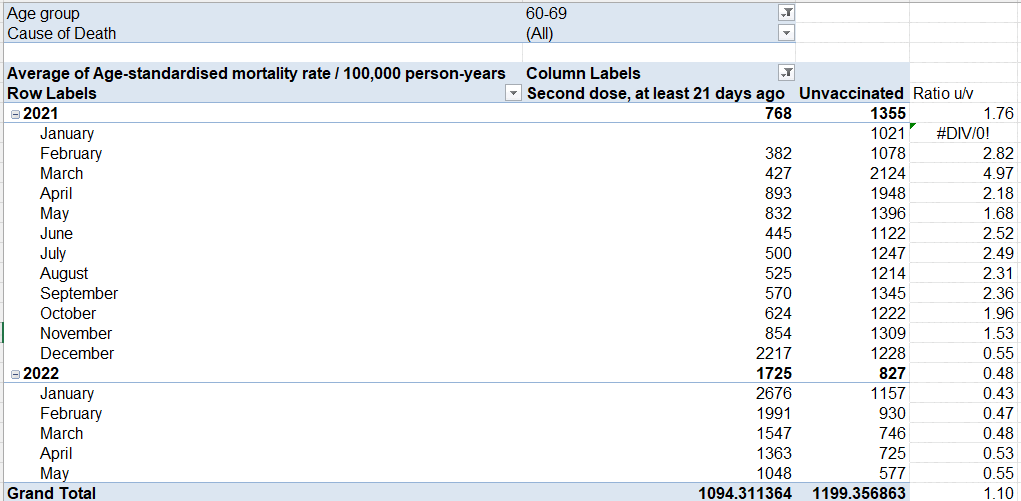 Age group 60-69
Cause of Death (All)
Average of Age-standardised mortality rate / 100,000 person-years Column Labels
Row Labels Second dose, at least 21 days ago Unvaccinated Ratio u/v
2021 768 1355 1.76
January 1021 #DIV/0!
February 382 1078 2.82
March 427 2124 4.97
April 893 1948 2.18
May 832 1396 1.68
June 445 1122 2.52
July 500 1247 2.49
August 525 1214 2.31
September 570 1345 2.36
October 624 1222 1.96
November 854 1309 1.53
December 2217 1228 0.55
2022 1725 827 0.48
January 2676 1157 0.43
February 1991 930 0.47
March 1547 746 0.48
April 1363 725 0.53
May 1048 577 0.55
Grand Total 1094.311364 1199.356863 1.10